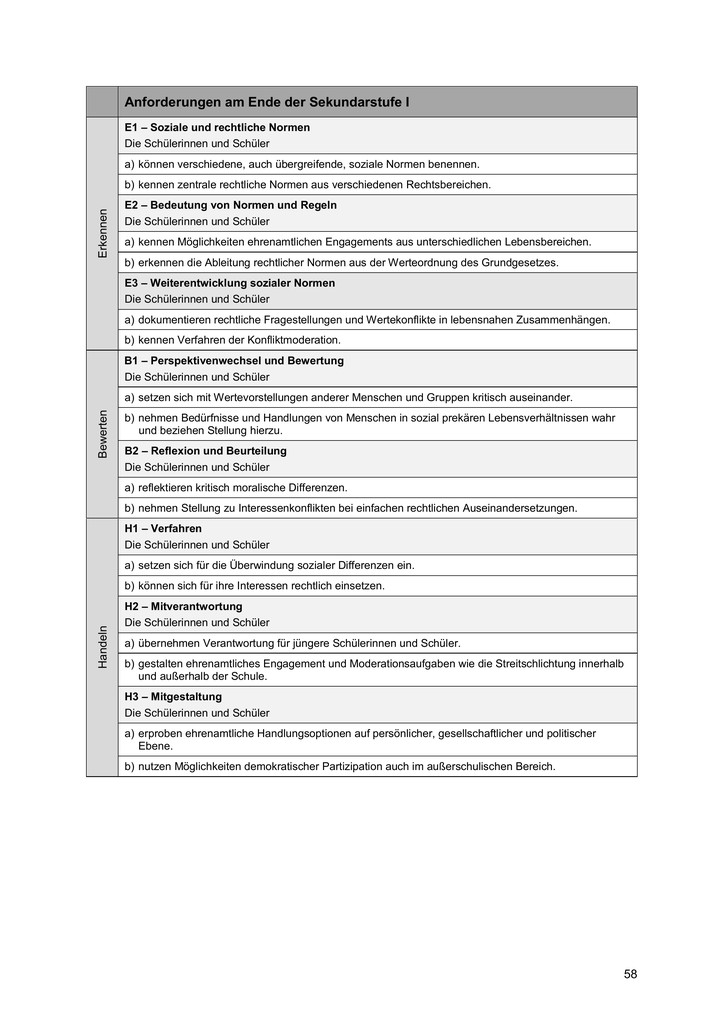 Anforderungen am Ende der Sekundarstufe I
Erkennen
E1 – Soziale und rechtliche Normen
Die Schülerinnen und Schüler
a) können verschiedene, auch übergreifende, soziale Normen benennen.
b) kennen zentrale rechtliche Normen aus verschiedenen Rechtsbereichen.
E2 – Bedeutung von Normen und Regeln
Die Schülerinnen und Schüler
a) kennen Möglichkeiten ehrenamtlichen Engagements aus unterschiedlichen Lebensbereichen.
b) erkennen die Ableitung rechtlicher Normen aus der Werteordnung des Grundgesetzes.
E3 – Weiterentwicklung sozialer Normen
Die Schülerinnen und Schüler
a) dokumentieren rechtliche Fragestellungen und Wertekonflikte in lebensnahen Zusammenhängen.
b) kennen Verfahren der Konfliktmoderation.
Bewerten
B1 – Perspektivenwechsel und Bewertung
Die Schülerinnen und Schüler
a) setzen sich mit Wertevorstellungen anderer Menschen und Gruppen kritisch auseinander.
b) nehmen Bedürfnisse und Handlungen von Menschen in sozial prekären Lebensverhältnissen wahr
und beziehen Stellung hierzu.
B2 – Reflexion und Beurteilung
Die Schülerinnen und Schüler
a) reflektieren kritisch moralische Differenzen.
b) nehmen Stellung zu Interessenkonflikten bei einfachen rechtlichen Auseinandersetzungen.
Handeln
H1 – Verfahren
Die Schülerinnen und Schüler
a) setzen sich für die Überwindung sozialer Differenzen ein.
b) können sich für ihre Interessen rechtlich einsetzen.
H2 – Mitverantwortung
Die Schülerinnen und Schüler
a) übernehmen Verantwortung für jüngere Schülerinnen und Schüler.
b) gestalten ehrenamtliches Engagement und Moderationsaufgaben wie die Streitschlichtung innerhalb
und außerhalb der Schule.
H3 – Mitgestaltung
Die Schülerinnen und Schüler
a) erproben ehrenamtliche Handlungsoptionen auf persönlicher, gesellschaftlicher und politischer
Ebene.
b) nutzen Möglichkeiten demokratischer Partizipation auch im außerschulischen Bereich.
58